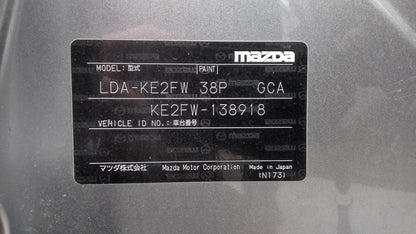 mazda
MODEL:型式 PAINT
LDA-KE2FW 38P GCA
KE2FW-138918
VEHICLE ID NO.:車台番号
マツダ株式会社 Mazda Motor Corporation Made in Japan
(N173)